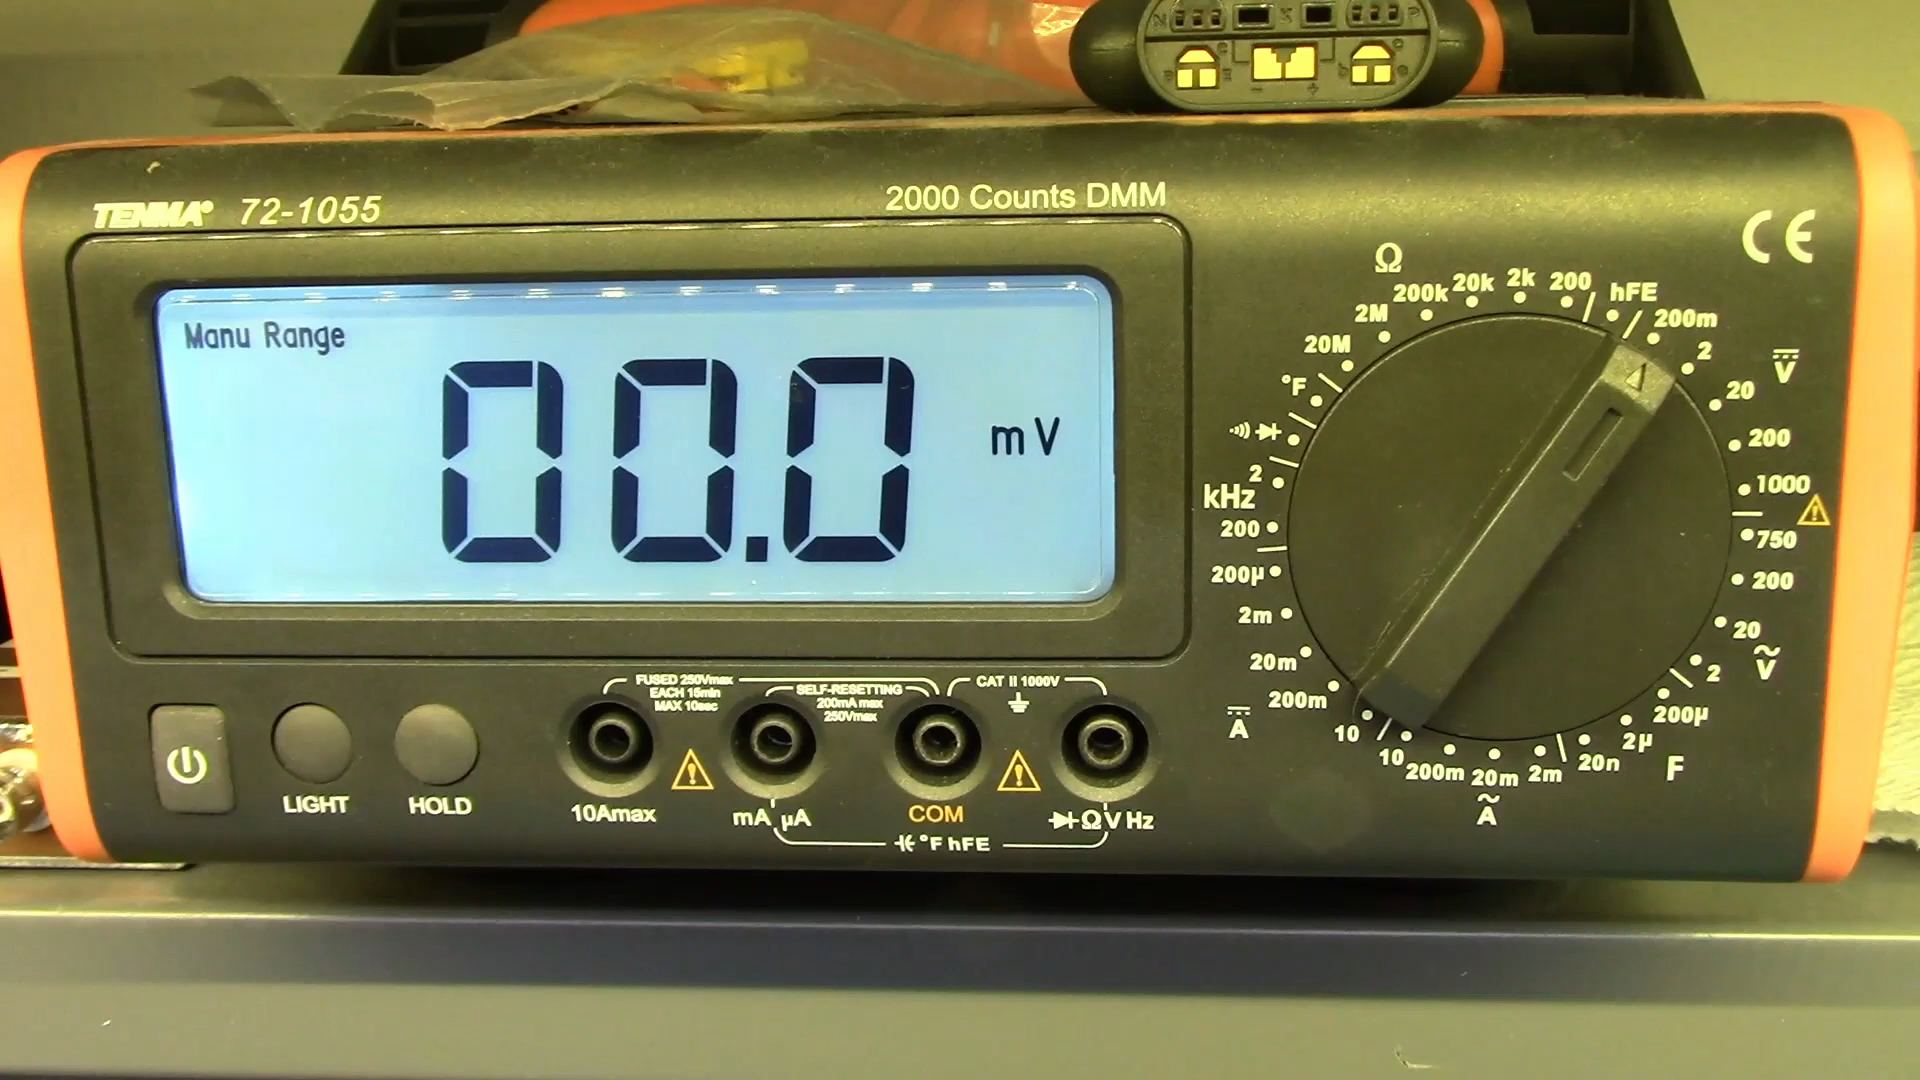 N E P
TENMA® 72-1055
2000 Counts DMM
CE
Manu Range
00.0 mV
Ω
200k 20k 2k 200
hFE
200m
2
20
200
1000
V
2M
20M
°F
2
kHz
200
200µ
2m
20m
200m
10
A
750
200
20
2
V
200µ
2µ
20n
F
10 200m 20m 2m
A
FUSED 250Vmax
EACH 15min
MAX 10sec
SELF-RESETTING
200mA max
250Vmax
CAT II 1000V
LIGHT
HOLD
10Amax
mA µA
COM
ΩVHz
°F hFE